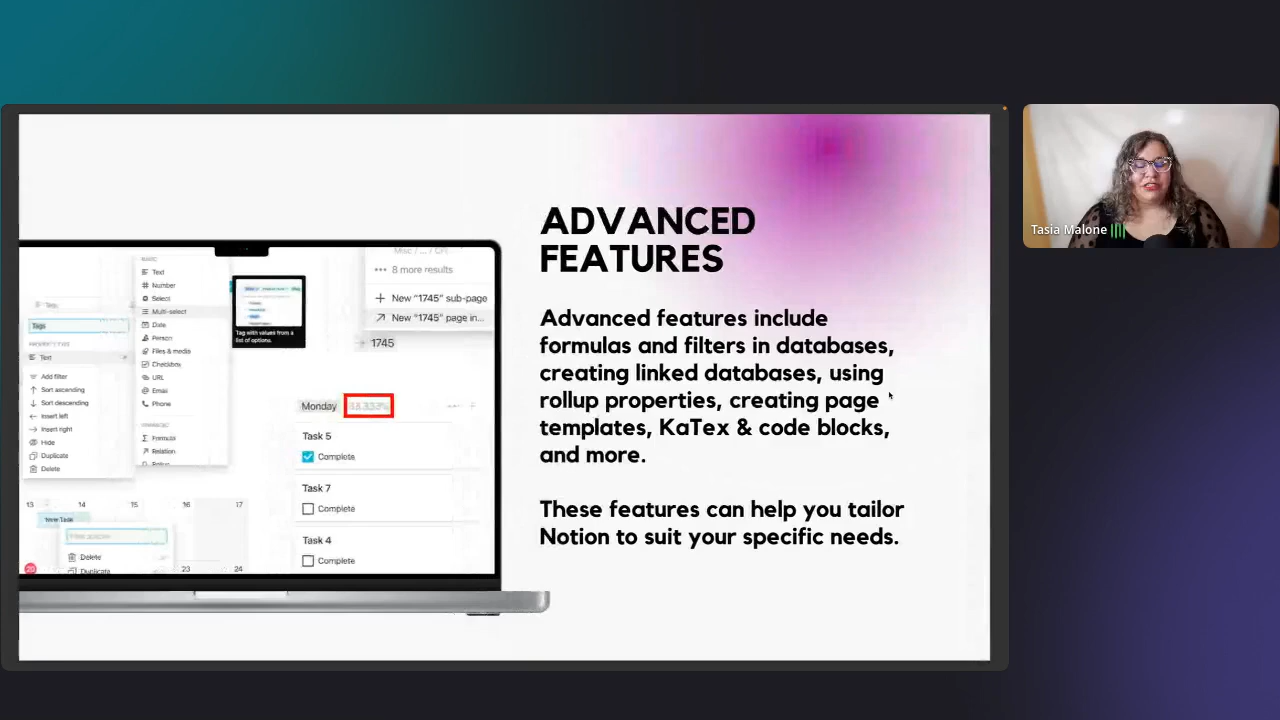 ADVANCED
FEATURES
Advanced features include
formulas and filters in databases,
creating linked databases, using
rollup properties, creating page
templates, KaTex & code blocks,
and more.
These features can help you tailor
Notion to suit your specific needs.
Tasia Malone
Tags
Text
Add filter
Sort ascending
Sort descending
Insert left
Insert right
Hide
Duplicate
Delete
Text
Number
Select
Multi-select
Date
Person
Files & media
Checkbox
URL
Email
Phone
Formula
Relation
Tag with values from a
list of options.
8 more results
New "1745" sub-page
New "1745" page in...
1745
Monday
Task 5
Complete
Task 7
Complete
Task 4
Complete
13 14 15 16 17
New Task
Delete
Duplicate
23 24